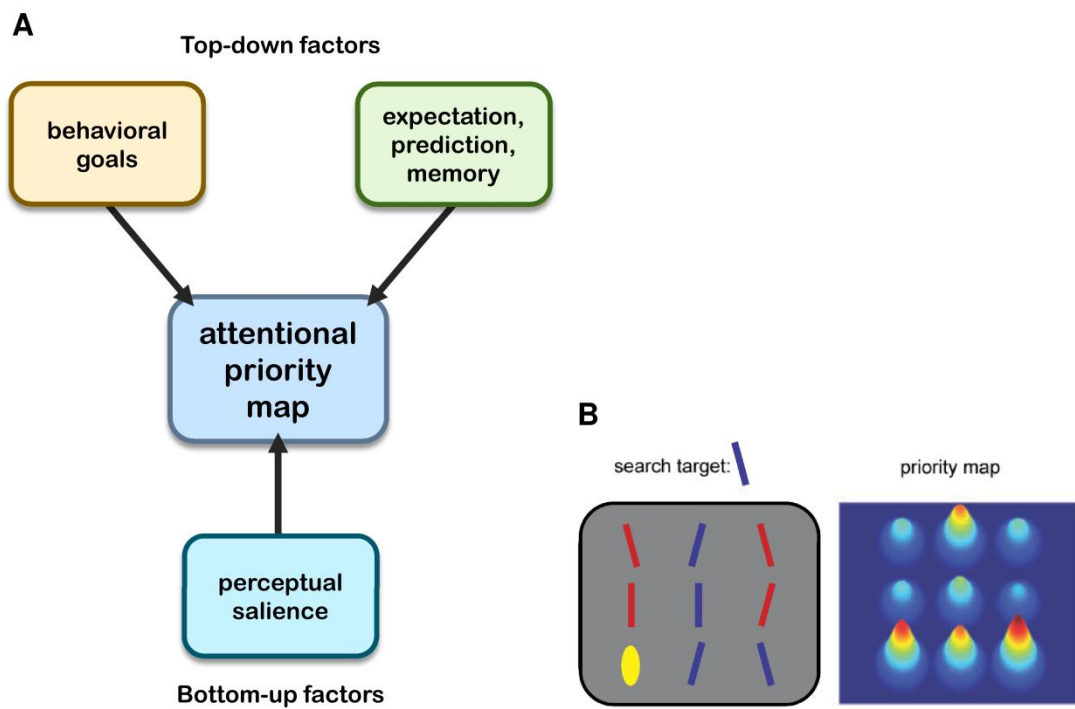 A
Top-down factors
behavioral
goals
expectation,
prediction,
memory
attentional
priority
map
perceptual
salience
Bottom-up factors
B
search target:
priority map